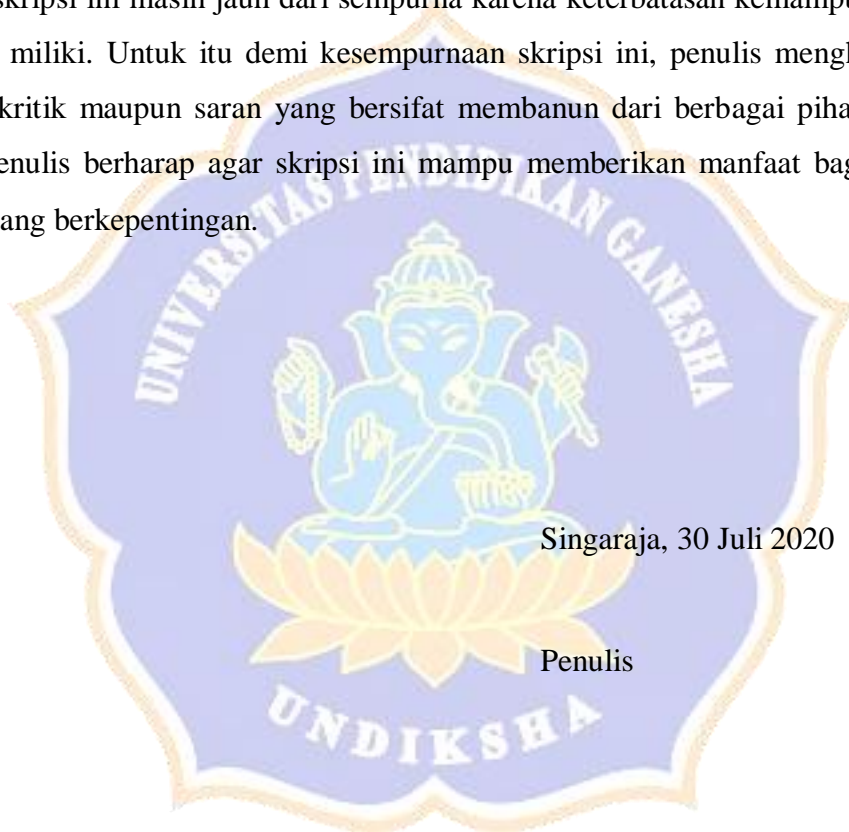 skripsi ini masih jauh dari sempurna karena keterbatasan
miliki. Untuk itu demi kesempurnaan skripsi ini, penulis
kritik maupun saran yang bersifat membanun dari berbagai
penulis berharap agar skripsi ini mampu memberikan manfaat
berkepentingan.
UNIVERSITAS PENDIDIKAN GANESHA
Singaraja, 30 Juli 2020
Penulis
UNDIKSHA